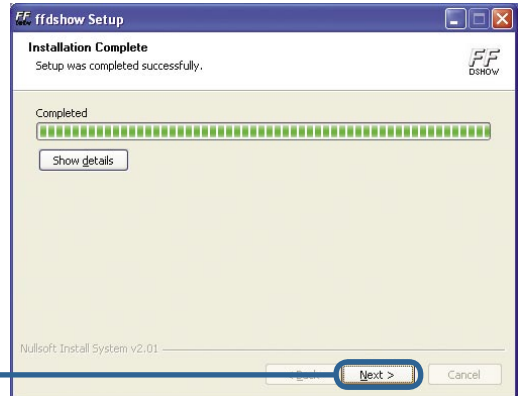 ffdshow Setup
Installation Complete
Setup was completed successfully.
FF
DSHOW
Completed
Show details
Nullsoft Install System v2.01
Next >
Cancel